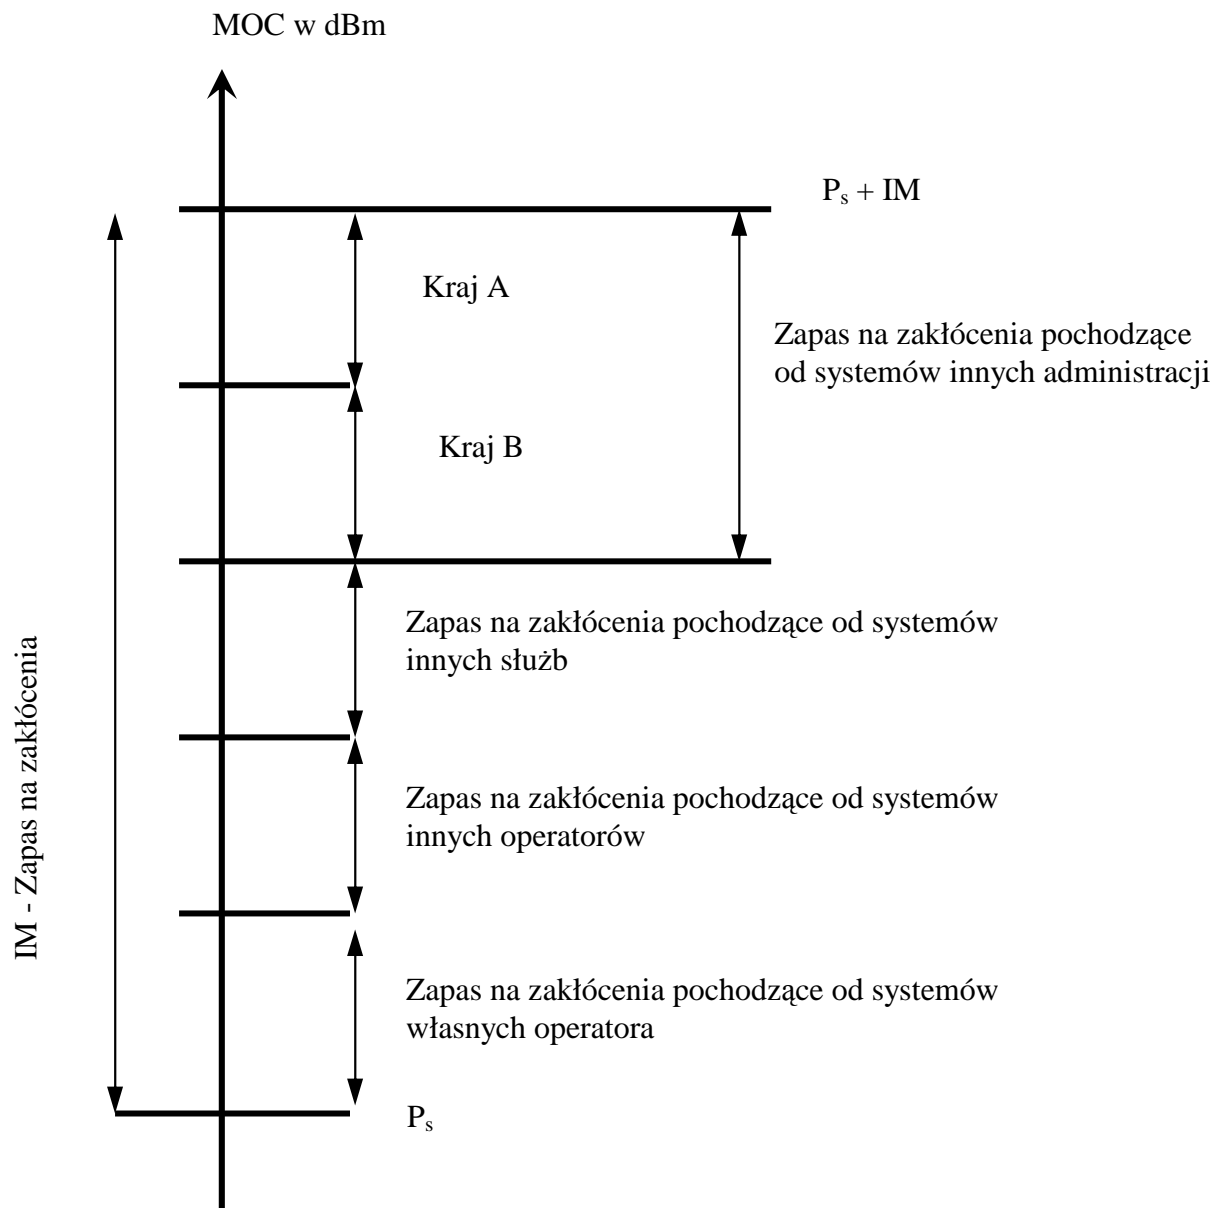 MOC w dBm
Ps + IM
Kraj A
Zapas na zakłócenia pochodzące
od systemów innych administracji
Kraj B
Zapas na zakłócenia pochodzące od systemów
innych służb
IM - Zapas na zakłócenia
Zapas na zakłócenia pochodzące od systemów
innych operatorów
Zapas na zakłócenia pochodzące od systemów
własnych operatora
Ps